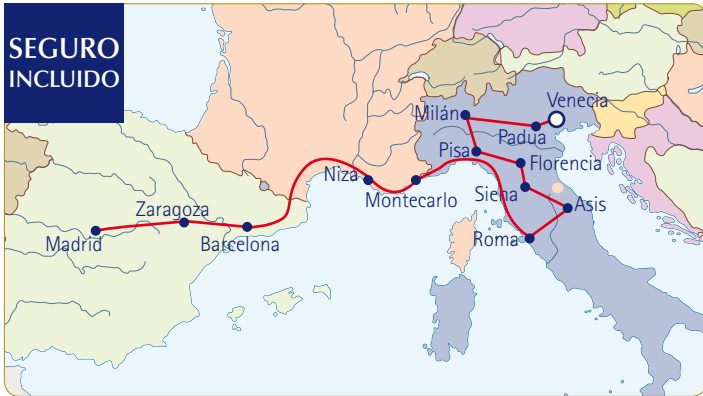 SEGURO
INCLUIDO
Milán
Venecia
Padua
Pisa
Florencia
Niza
Montecarlo
Siena
Asis
Zaragoza
Madrid
Barcelona
Roma